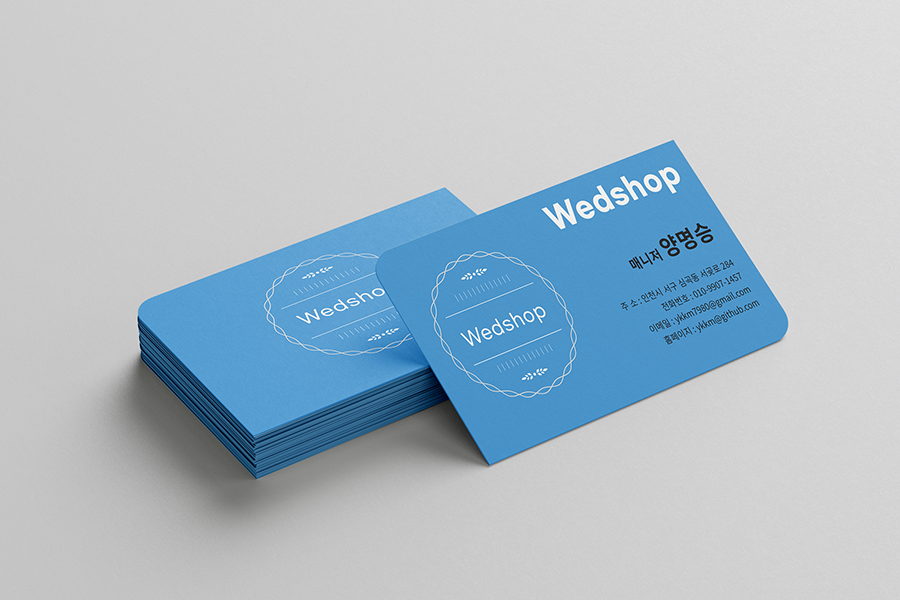 Wedshop
Wedshop
Wedshop
매니저 양명승
주 소 : 인천시 서구 심곡동 서곶로 284
전화번호 : 010-9907-1457
이메일 : ykkm7980@gmail.com
홈페이지 : ykkm@github.com